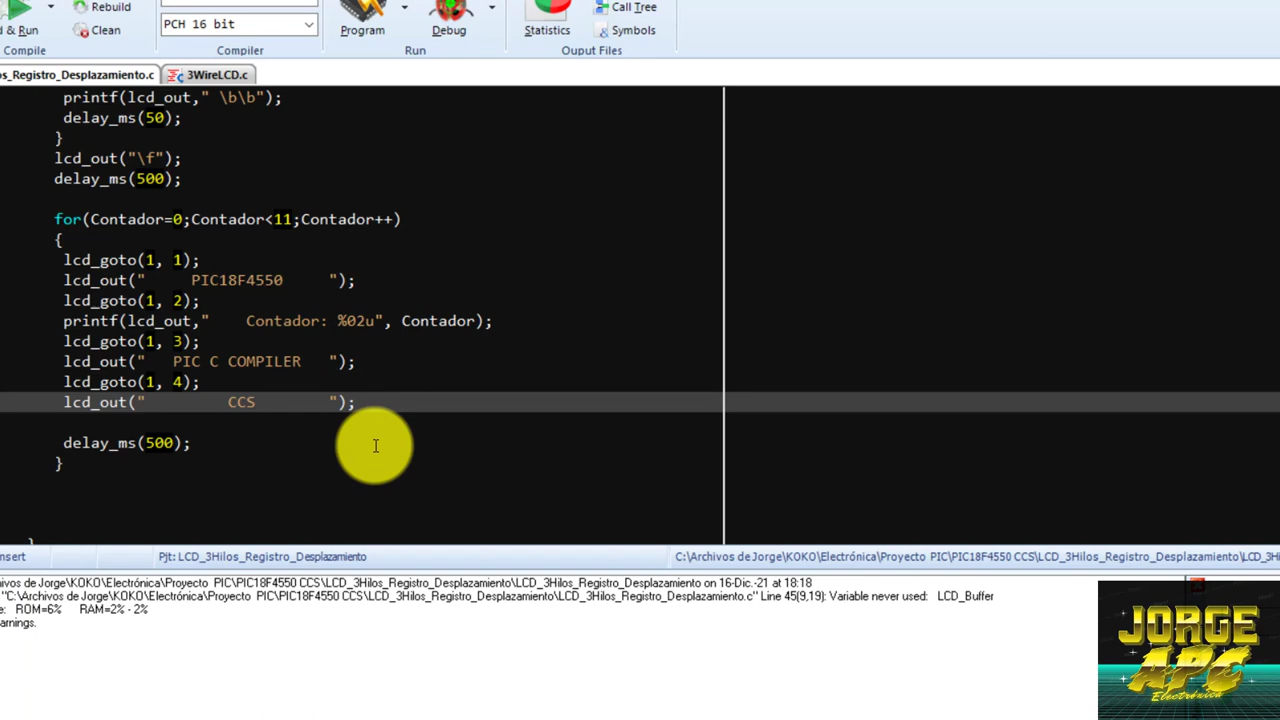 & Run
Rebuild
Clean
PCH 16 bit
Program
Debug
Statistics
Call Tree
Symbols
Compile
Compiler
Run
Ouput Files
os_Registro_Desplazamiento.c
3WireLCD.c
printf(lcd_out," \b\b");
delay_ms(50);
}
lcd_out("\f");
delay_ms(500);
for(Contador=0;Contador<11;Contador++)
{
lcd_goto(1, 1);
lcd_out("     PIC18F4550     ");
lcd_goto(1, 2);
printf(lcd_out,"    Contador: %02u", Contador);
lcd_goto(1, 3);
lcd_out("   PIC C COMPILER   ");
lcd_goto(1, 4);
lcd_out("         CCS        ");
delay_ms(500);
}
}
nsert
Pjt: LCD_3Hilos_Registro_Desplazamiento
C:\Archivos de Jorge\KOKO\Electrónica\Proyecto PIC\PIC18F4550 CCS\LCD_3Hilos_Registro_Desplazamiento\LCD_3H
ivos de Jorge\KOKO\Electrónica\Proyecto PIC\PIC18F4550 CCS\LCD_3Hilos_Registro_Desplazamiento\LCD_3Hilos_Registro_Desplazamiento on 16-Dic.-21 at 18:18
"C:\Archivos de Jorge\KOKO\Electrónica\Proyecto PIC\PIC18F4550 CCS\LCD_3Hilos_Registro_Desplazamiento\LCD_3Hilos_Registro_Desplazamiento.c" Line 45(9,19): Variable never used: LCD_Buffer
e: ROM=6% RAM=2% - 2%
arnings.
JORGE
APC
Electrónica